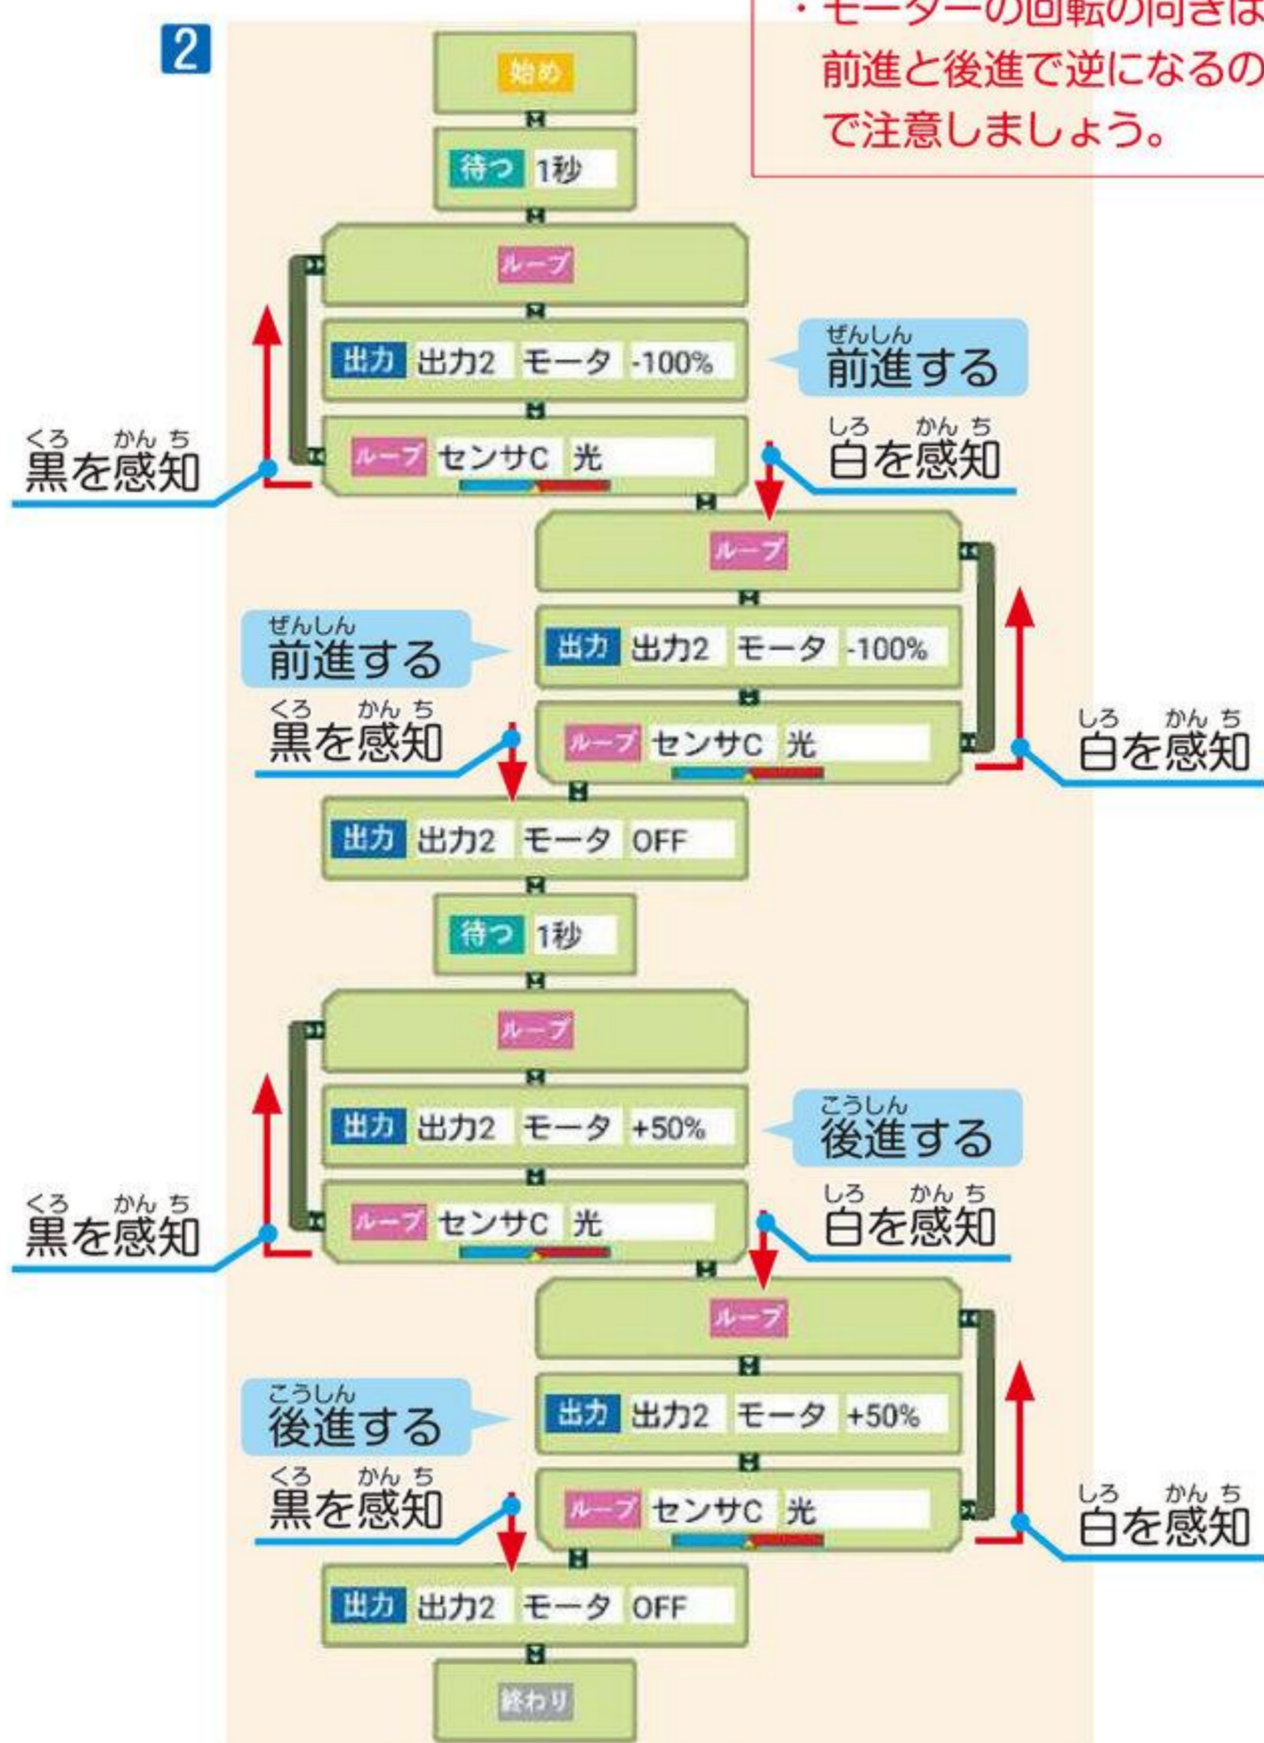 ・モーターの回転の向きは
前進と後進で逆になるの
で注意しましょう。
2
始め
待つ 1秒
ループ
出力 出力2 モータ -100%
ぜんしん
前進する
ループ センサC 光
くろ かんち
黒を感知
しろ かんち
白を感知
ループ
出力 出力2 モータ -100%
ぜんしん
前進する
ループ センサC 光
くろ かんち
黒を感知
しろ かんち
白を感知
出力 出力2 モータ OFF
待つ 1秒
ループ
出力 出力2 モータ +50%
こうしん
後進する
ループ センサC 光
くろ かんち
黒を感知
しろ かんち
白を感知
ループ
出力 出力2 モータ +50%
こうしん
後進する
ループ センサC 光
くろ かんち
黒を感知
しろ かんち
白を感知
出力 出力2 モータ OFF
終わり